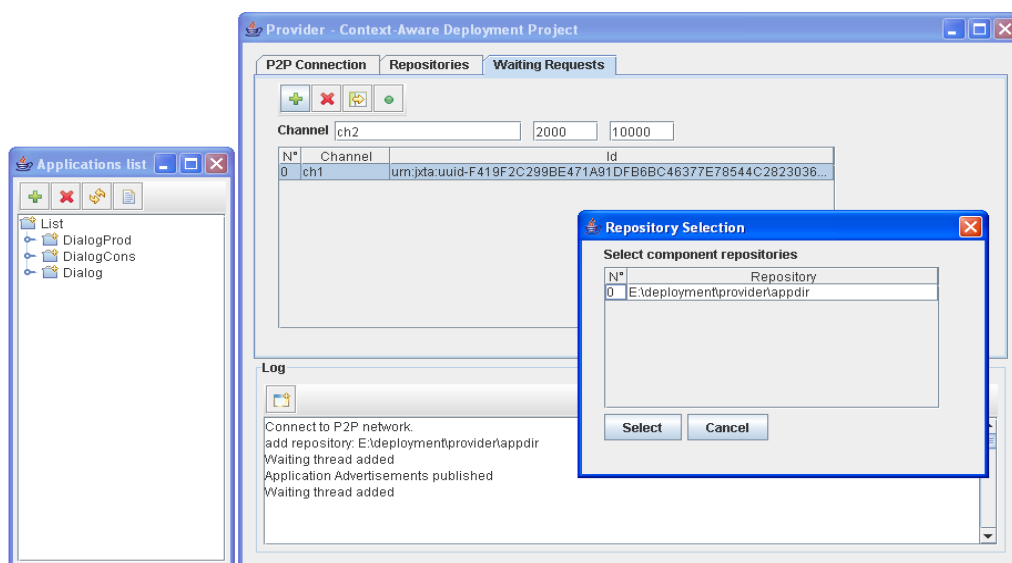 Provider - Context-Aware Deployment Project
P2P Connection Repositories Waiting Requests
Channel ch2 2000 10000
N° Channel Id
0 ch1 urn:jxta:uuid-F419F2C299BE471A91DFB6BC46377E78544C2823036...
Applications list
List
DialogProd
DialogCons
Dialog
Repository Selection
Select component repositories
N° Repository
0 E:\deployment\provider\appdir
Select Cancel
Log
Connect to P2P network.
add repository: E:\deployment\provider\appdir
Waiting thread added
Application Advertisements published
Waiting thread added